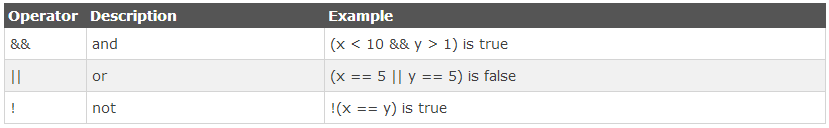 Operator Description Example
&& and (x < 10 && y > 1) is true
|| or (x == 5 || y == 5) is false
! not !(x == y) is true